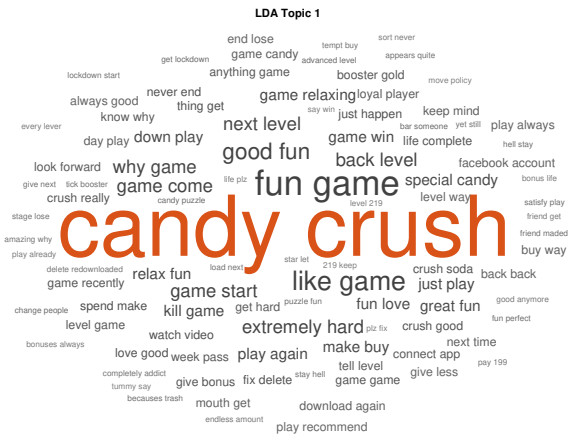 LDA Topic 1
end lose
sort never
tempt buy
game candy
appears quite
get lockdown
advanced level
anything game
booster gold
lockdown start
move policy
never end
game relaxing
loyal player
always good
thing get
say win
just happen
keep mind
know why
next level
bar someone
yet still
play always
every lever
day play
down play
game win
life complete
hell stay
good fun
back level
facebook account
look forward
why game
life plz
fun game
special candy
bonus life
give next
tick booster
game come
crush really
candy puzzle
level 219
level way
satisfy play
stage lose
candy crush
friend get
amazing why
friend maded
play already
star let
buy way
delete redownloaded
relax fun
load next
219 keep
crush soda
back back
game recently
like game
just play
game start
puzzle fun
good anymore
change people
spend make
kill game
get hard
fun love
great fun
level game
extremely hard
plz fix
crush good
fun perfect
watch video
bonuses always
make buy
next time
love good
week pass
play again
connect app
pay 199
completely addict
tell level
tummy say
give bonus
fix delete
stay hell
game game
give less
becauses trash
mouth get
download again
endless amount
play recommend